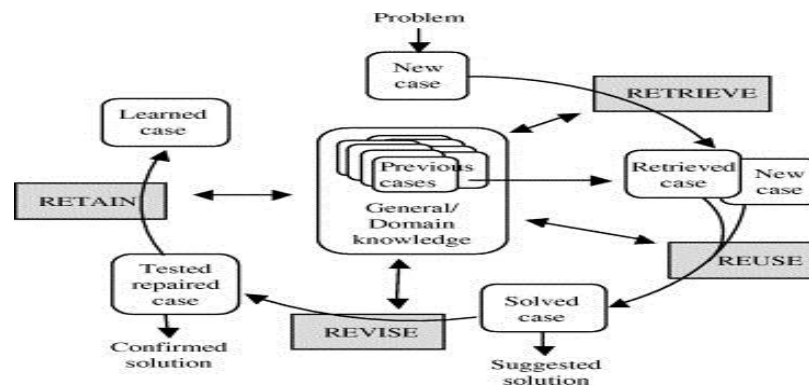 Problem
New
case
RETRIEVE
Learned
case
Previous
cases
Retrieved
case
New
case
RETAIN
General/
Domain
knowledge
REUSE
Tested
repaired
case
Solved
case
REVISE
Confirmed
solution
Suggested
solution